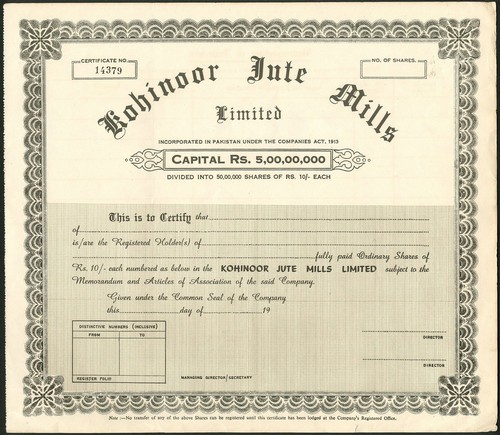 CERTIFICATE NO.
14379
NO. OF SHARES.
Kohinoor Jute Mills
Limited
INCORPORATED IN PAKISTAN UNDER THE COMPANIES ACT, 1913
CAPITAL RS. 5,00,00,000
DIVIDED INTO 50,00,000 SHARES OF RS. 10/- EACH
This is to Certify that
of
is/are the Registered Holder(s) of
fully paid Ordinary Shares of
Rs. 10/- each numbered as below in the KOHINOOR JUTE MILLS LIMITED subject to the
Memorandum and Articles of Association of the said Company.
Given under the Common Seal of the Company
this day of 19
DISTINCTIVE NUMBERS (INCLUSIVE)
FROM TO
DIRECTOR
DIRECTOR
REGISTER FOLIO
MANAGING DIRECTOR/SECRETARY
Note :—No transfer of any of the above Shares can be registered until this certificate has been lodged at the Company's Registered Office.